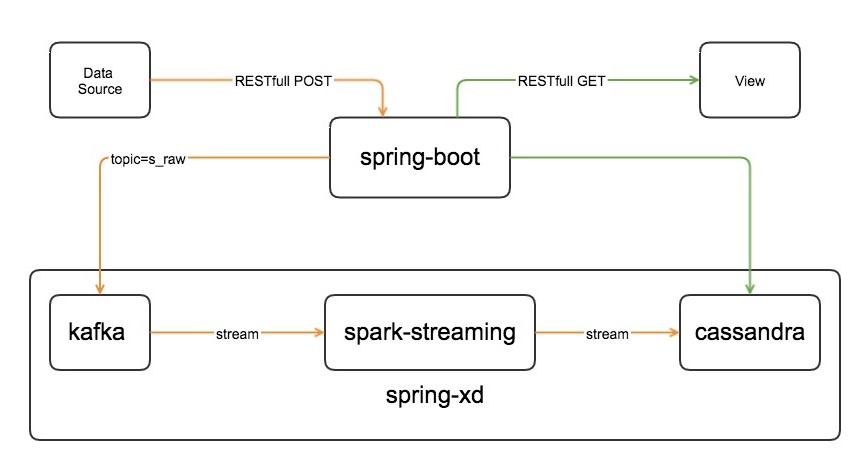 Data
Source
RESTfull POST
RESTfull GET
View
spring-boot
topic=s_raw
kafka
stream
spark-streaming
stream
cassandra
spring-xd